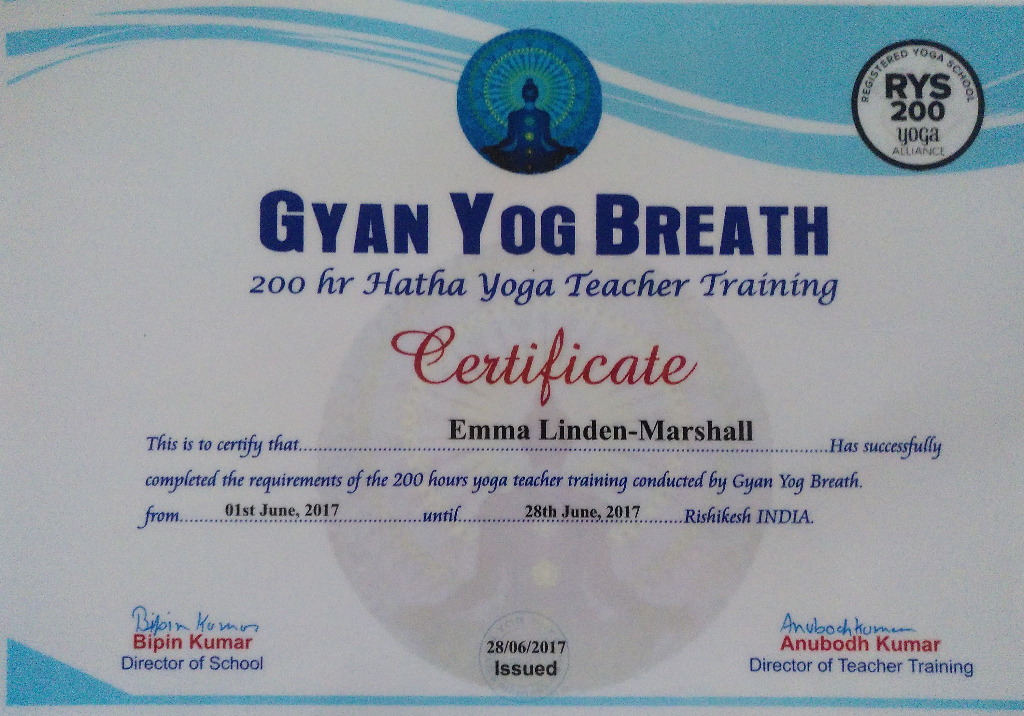 REGISTERED YOGA SCHOOL
RYS
200
yoga
ALLIANCE
GYAN YOG BREATH
200 hr Hatha Yoga Teacher Training
Certificate
This is to certify that....Emma Linden-Marshall....Has successfully
completed the requirements of the 200 hours yoga teacher training conducted by Gyan Yog Breath.
from....01st June, 2017....until....28th June, 2017....Rishikesh INDIA.
Bipin Kumar
Bipin Kumar
Director of School
28/06/2017
Issued
Anubodh Kumar
Anubodh Kumar
Director of Teacher Training